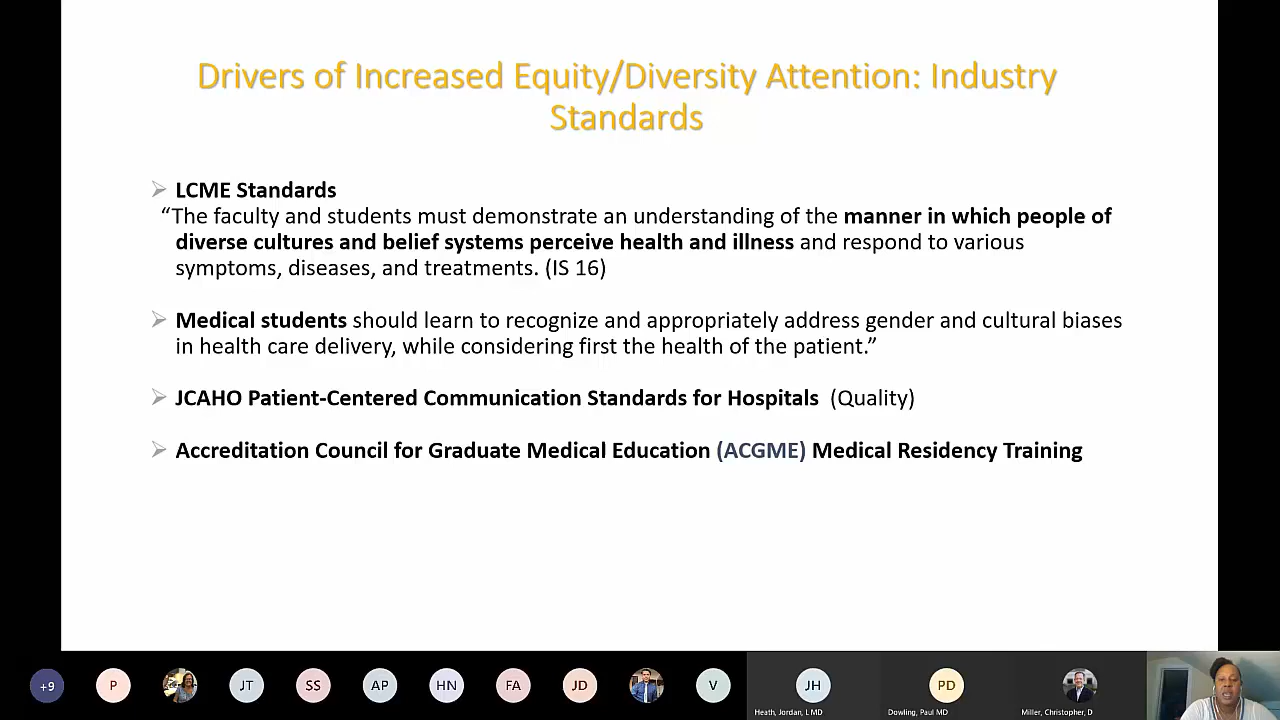 Drivers of Increased Equity/Diversity Attention: Industry
Standards
LCME Standards
“The faculty and students must demonstrate an understanding of the manner in which people of
diverse cultures and belief systems perceive health and illness and respond to various
symptoms, diseases, and treatments. (IS 16)
Medical students should learn to recognize and appropriately address gender and cultural biases
in health care delivery, while considering first the health of the patient.”
JCAHO Patient-Centered Communication Standards for Hospitals (Quality)
Accreditation Council for Graduate Medical Education (ACGME) Medical Residency Training
+9
P
JT
SS
AP
HN
FA
JD
V
JH
PD
Heath, Jordan, L MD
Dowling, Paul MD
Miller, Christopher, D